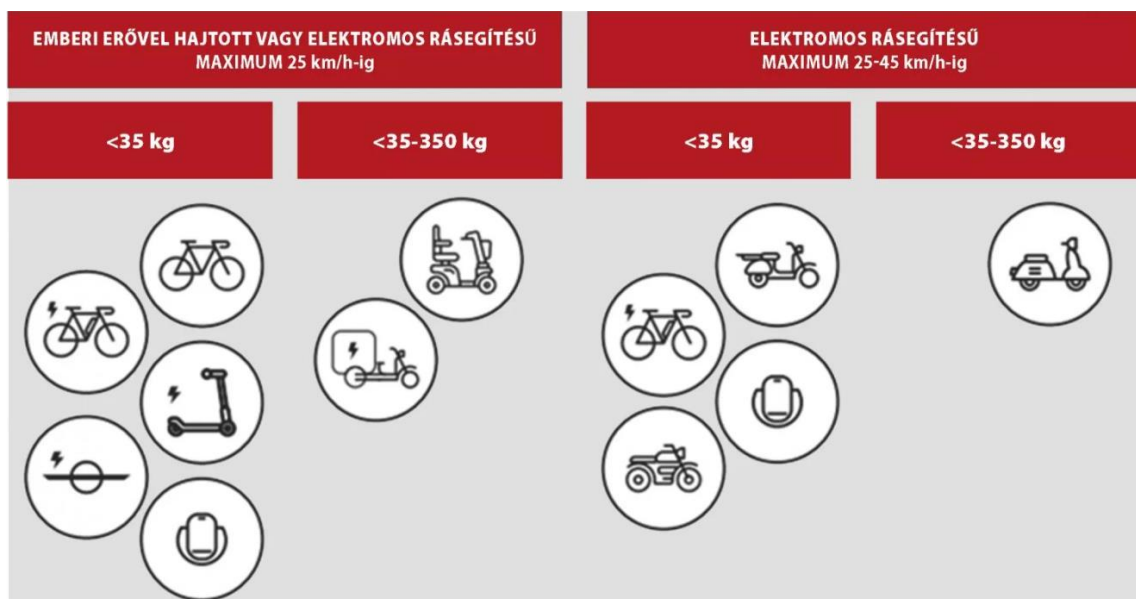 EMBERI ERŐVEL HAJTOTT VAGY ELEKTROMOS RÁSEGÍTÉSŰ
MAXIMUM 25 km/h-ig
ELEKTROMOS RÁSEGÍTÉSŰ
MAXIMUM 25-45 km/h-ig
<35 kg
<35-350 kg
<35 kg
<35-350 kg